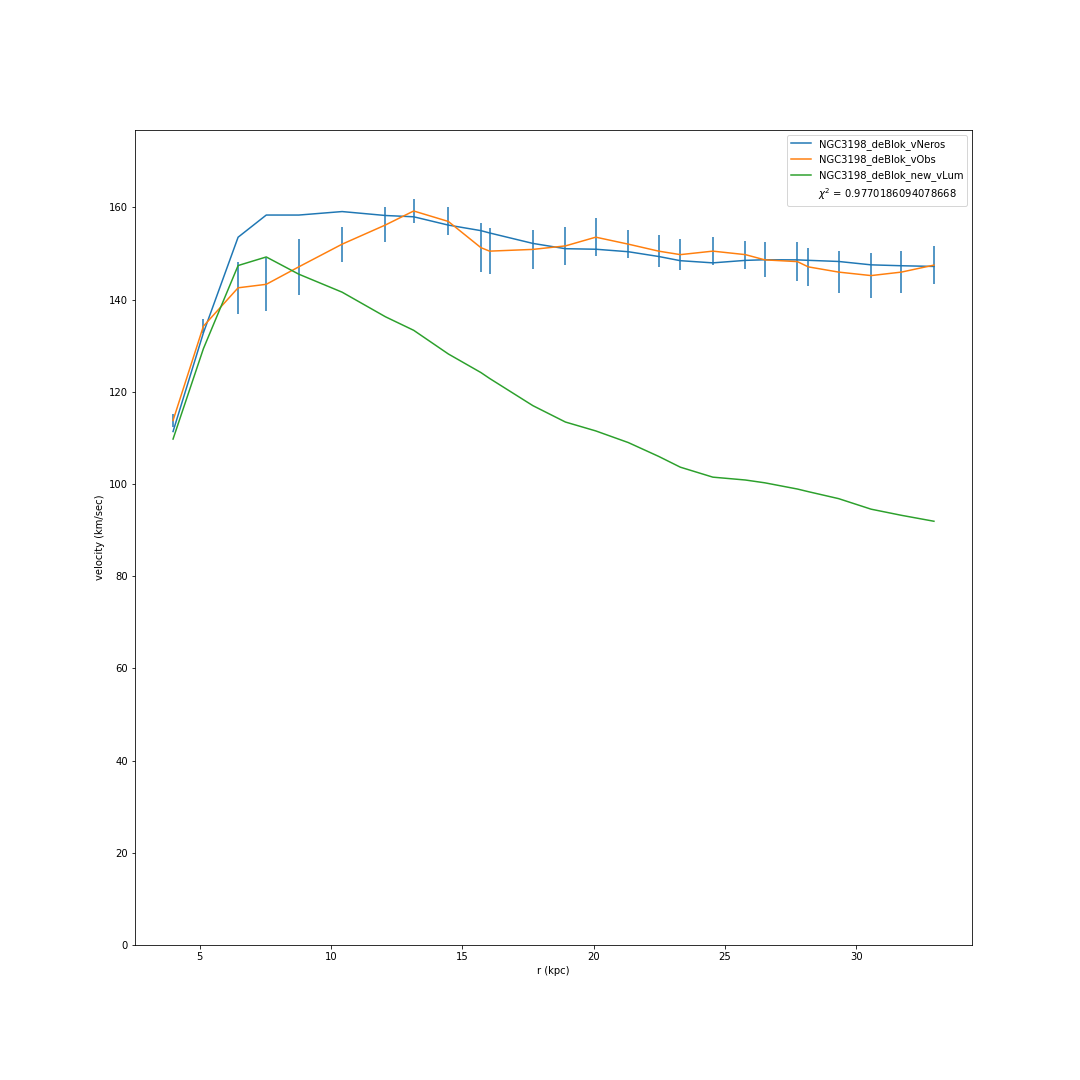 NGC3198_deBlok_vNeros
NGC3198_deBlok_vObs
NGC3198_deBlok_new_vLum
χ² = 0.9770186094078668
160
140
120
100
80
60
40
20
0
velocity (km/sec)
5 10 15 20 25 30
r (kpc)